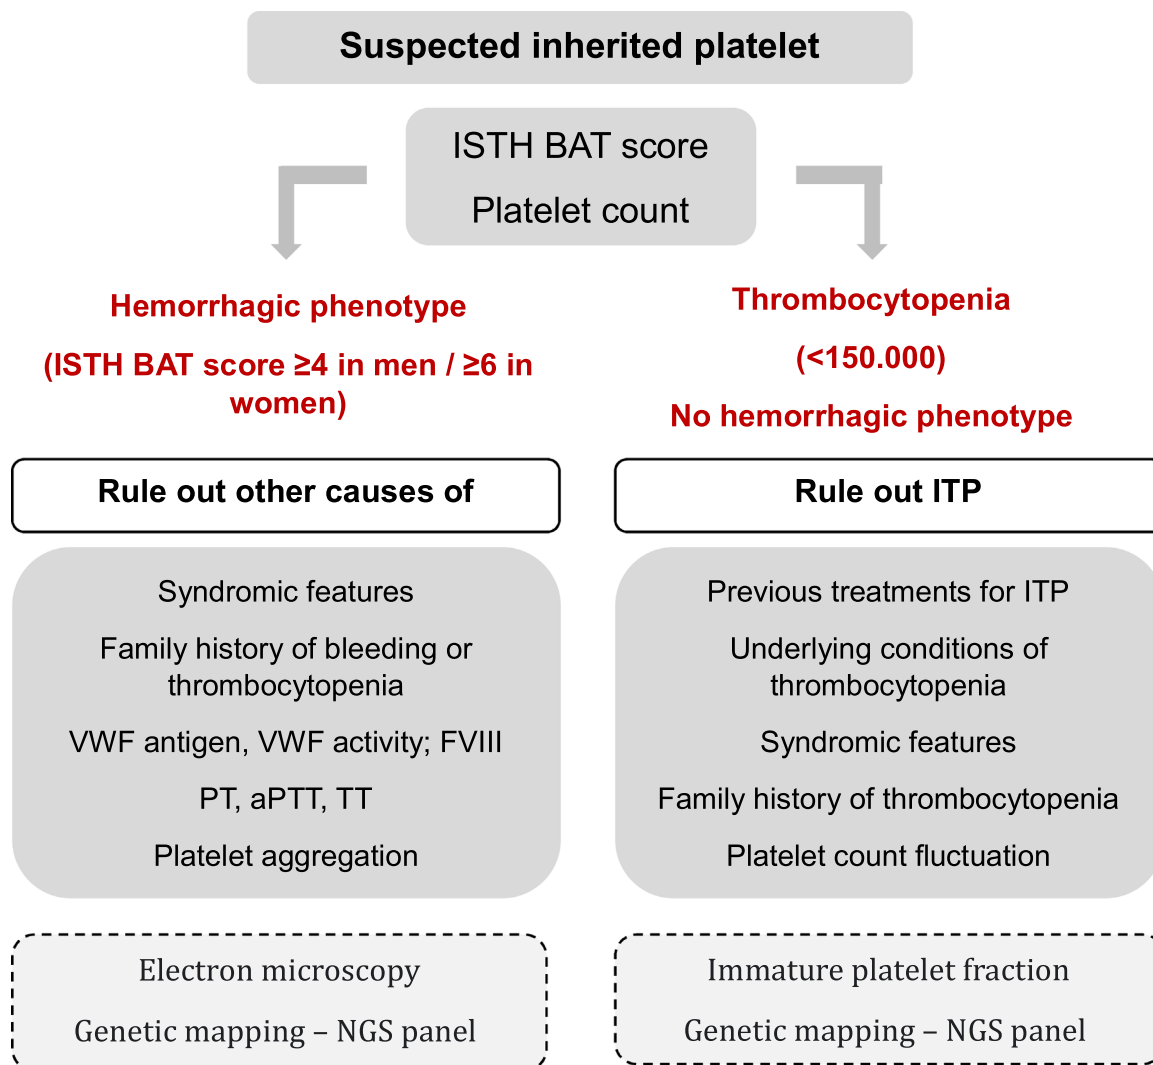 Suspected inherited platelet
ISTH BAT score
Platelet count
Hemorrhagic phenotype
(ISTH BAT score ≥4 in men / ≥6 in
women)
Thrombocytopenia
(<150.000)
No hemorrhagic phenotype
Rule out other causes of
Syndromic features
Family history of bleeding or
thrombocytopenia
VWF antigen, VWF activity; FVIII
PT, aPTT, TT
Platelet aggregation
Electron microscopy
Genetic mapping – NGS panel
Rule out ITP
Previous treatments for ITP
Underlying conditions of
thrombocytopenia
Syndromic features
Family history of thrombocytopenia
Platelet count fluctuation
Immature platelet fraction
Genetic mapping – NGS panel